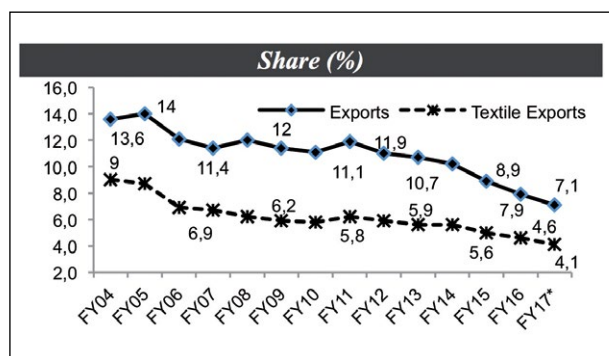 Share (%)
16,0
14,0
12,0
10,0
8,0
6,0
4,0
2,0
Exports
Textile Exports
13,6
14
11,4
12
11,1
11,9
10,7
8,9
7,9
7,1
9
6,9
6,2
5,8
5,9
5,6
4,6
4,1
FY04
FY05
FY06
FY07
FY08
FY09
FY10
FY11
FY12
FY13
FY14
FY15
FY16
FY17*